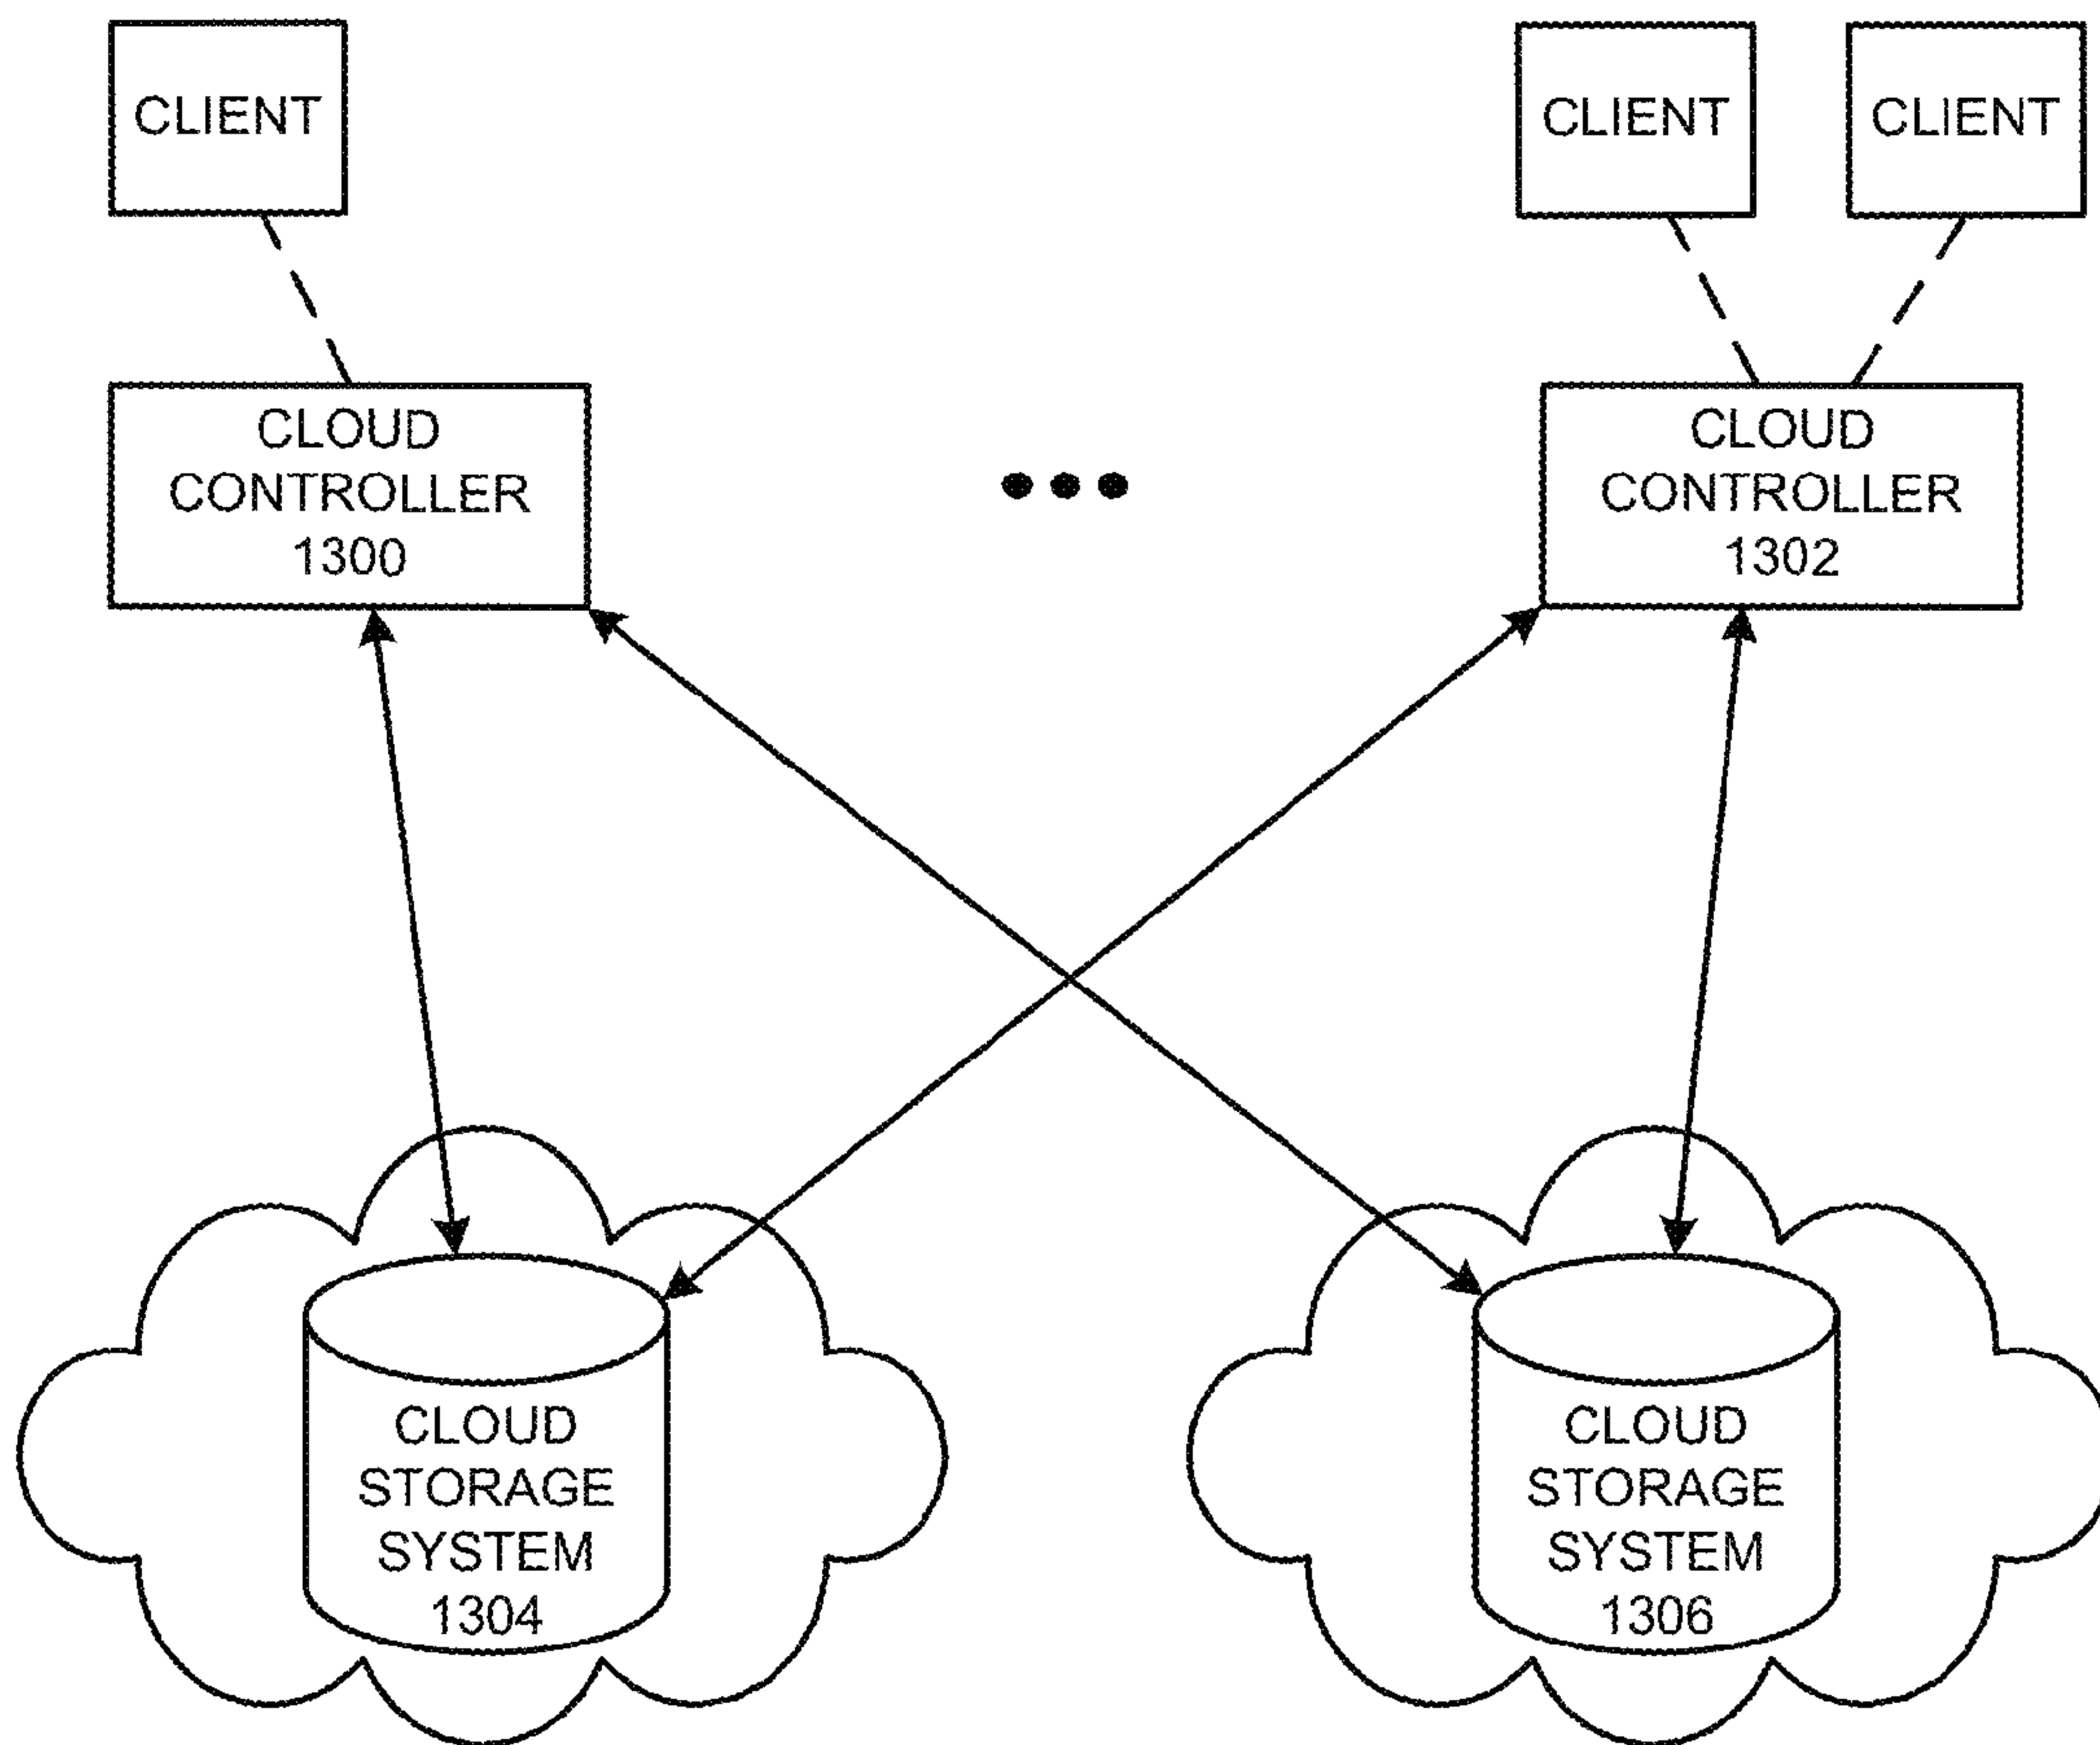 CLIENT
CLIENT
CLIENT
CLOUD
CONTROLLER
1300
CLOUD
CONTROLLER
1302
CLOUD
STORAGE
SYSTEM
1304
CLOUD
STORAGE
SYSTEM
1306